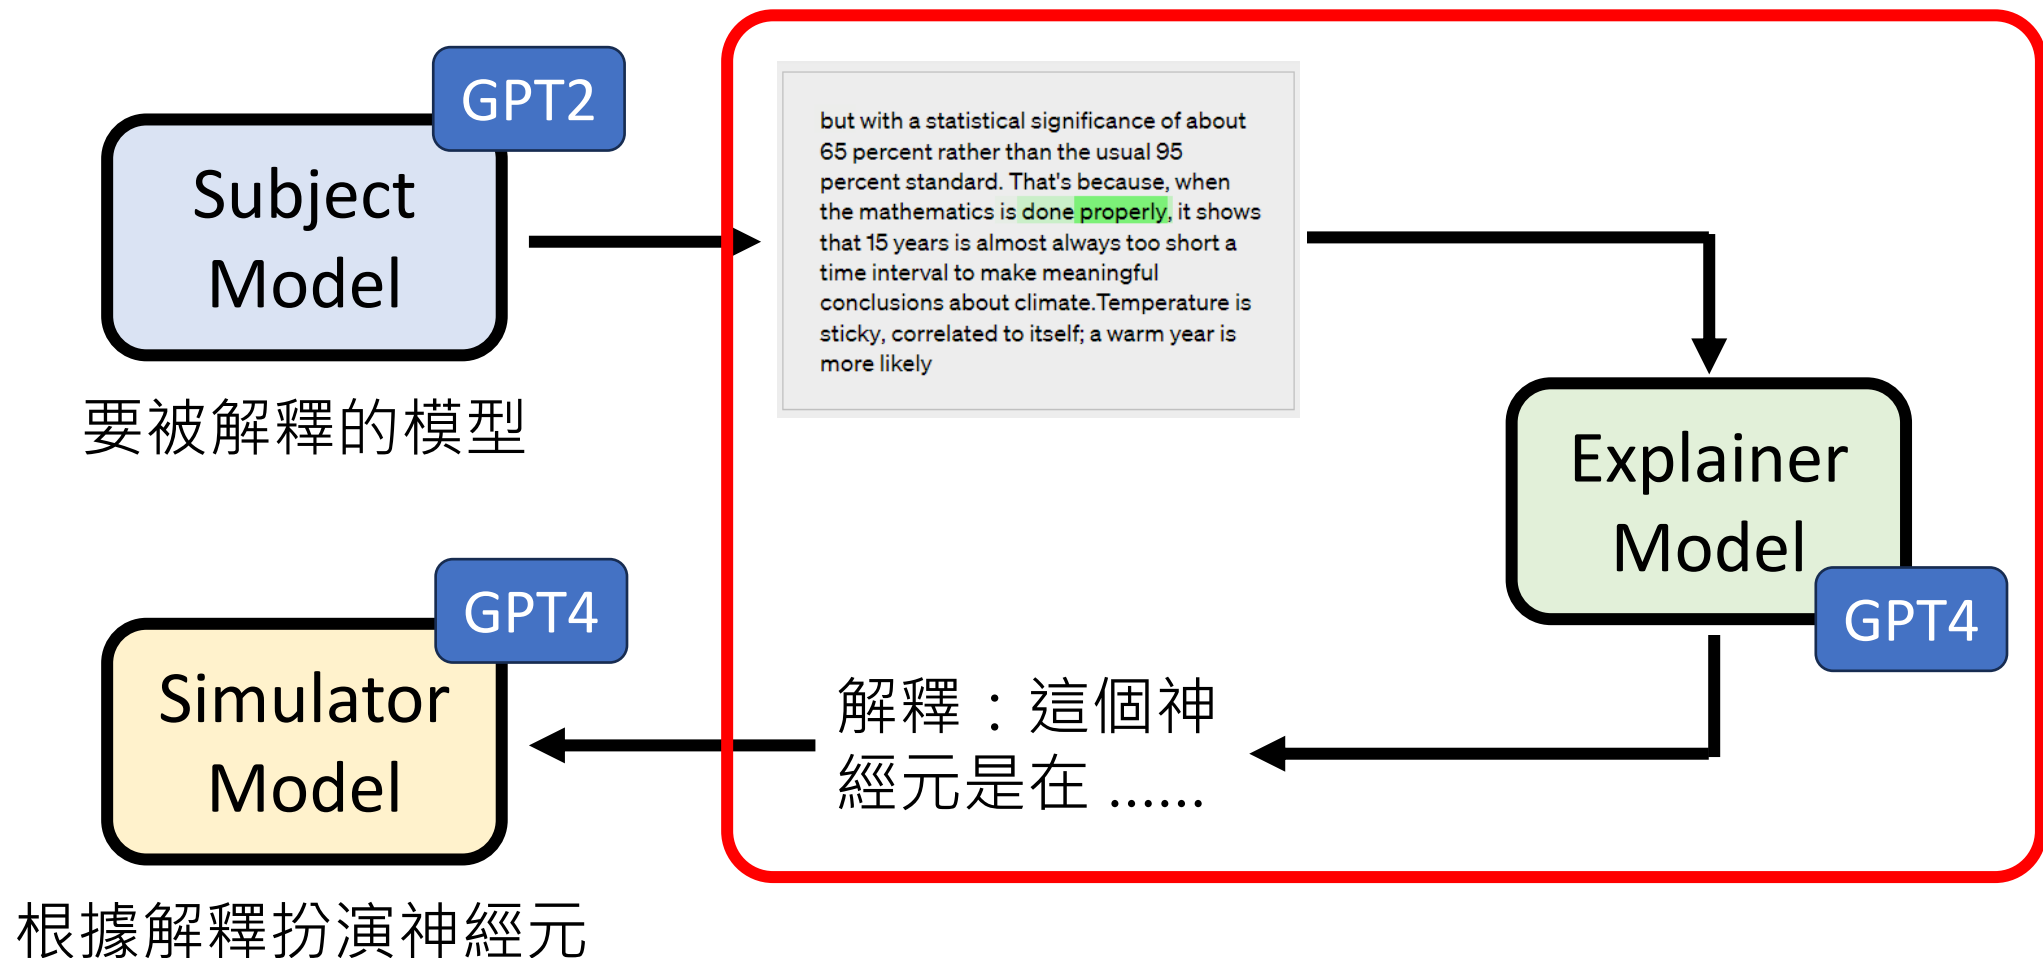 GPT2
Subject
Model
要被解釋的模型
but with a statistical significance of about
65 percent rather than the usual 95
percent standard. That's because, when
the mathematics is done properly, it shows
that 15 years is almost always too short a
time interval to make meaningful
conclusions about climate.Temperature is
sticky, correlated to itself; a warm year is
more likely
Explainer
Model
GPT4
解釋：這個神
經元是在 ......
GPT4
Simulator
Model
根據解釋扮演神經元